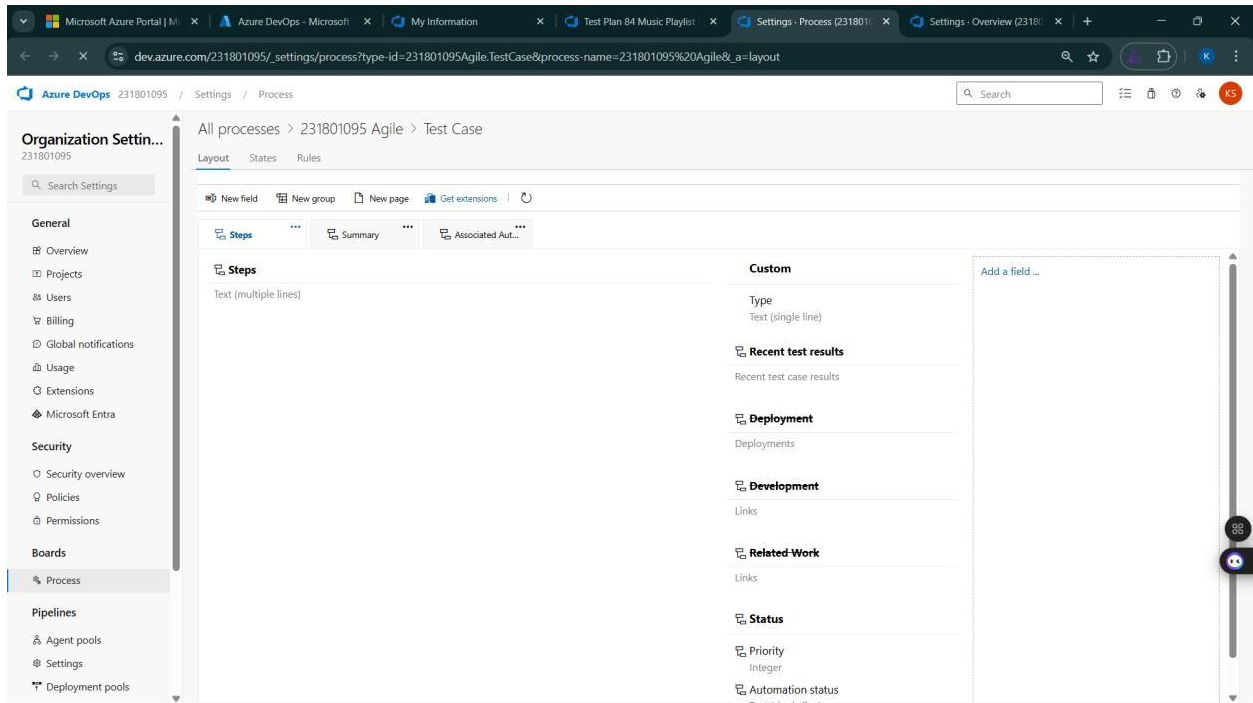 Microsoft Azure Portal | Mi
Azure DevOps - Microsoft
My Information
Test Plan 84 Music Playlist
Settings · Process (2318010
Settings · Overview (23180
dev.azure.com/231801095/_settings/process?type-id=231801095Agile.TestCase&process-name=231801095%20Agile&_a=layout
K
Azure DevOps 231801095 / Settings / Process
Search
KS
Organization Settin...
231801095
Search Settings
General
Overview
Projects
Users
Billing
Global notifications
Usage
Extensions
Microsoft Entra
Security
Security overview
Policies
Permissions
Boards
Process
Pipelines
Agent pools
Settings
Deployment pools
All processes > 231801095 Agile > Test Case
Layout States Rules
New field New group New page Get extensions
Steps ... Summary ... Associated Aut... ...
Steps
Text (multiple lines)
Custom
Type
Text (single line)
Recent test results
Recent test case results
Deployment
Deployments
Development
Links
Related Work
Links
Status
Priority
Integer
Automation status
Add a field ...